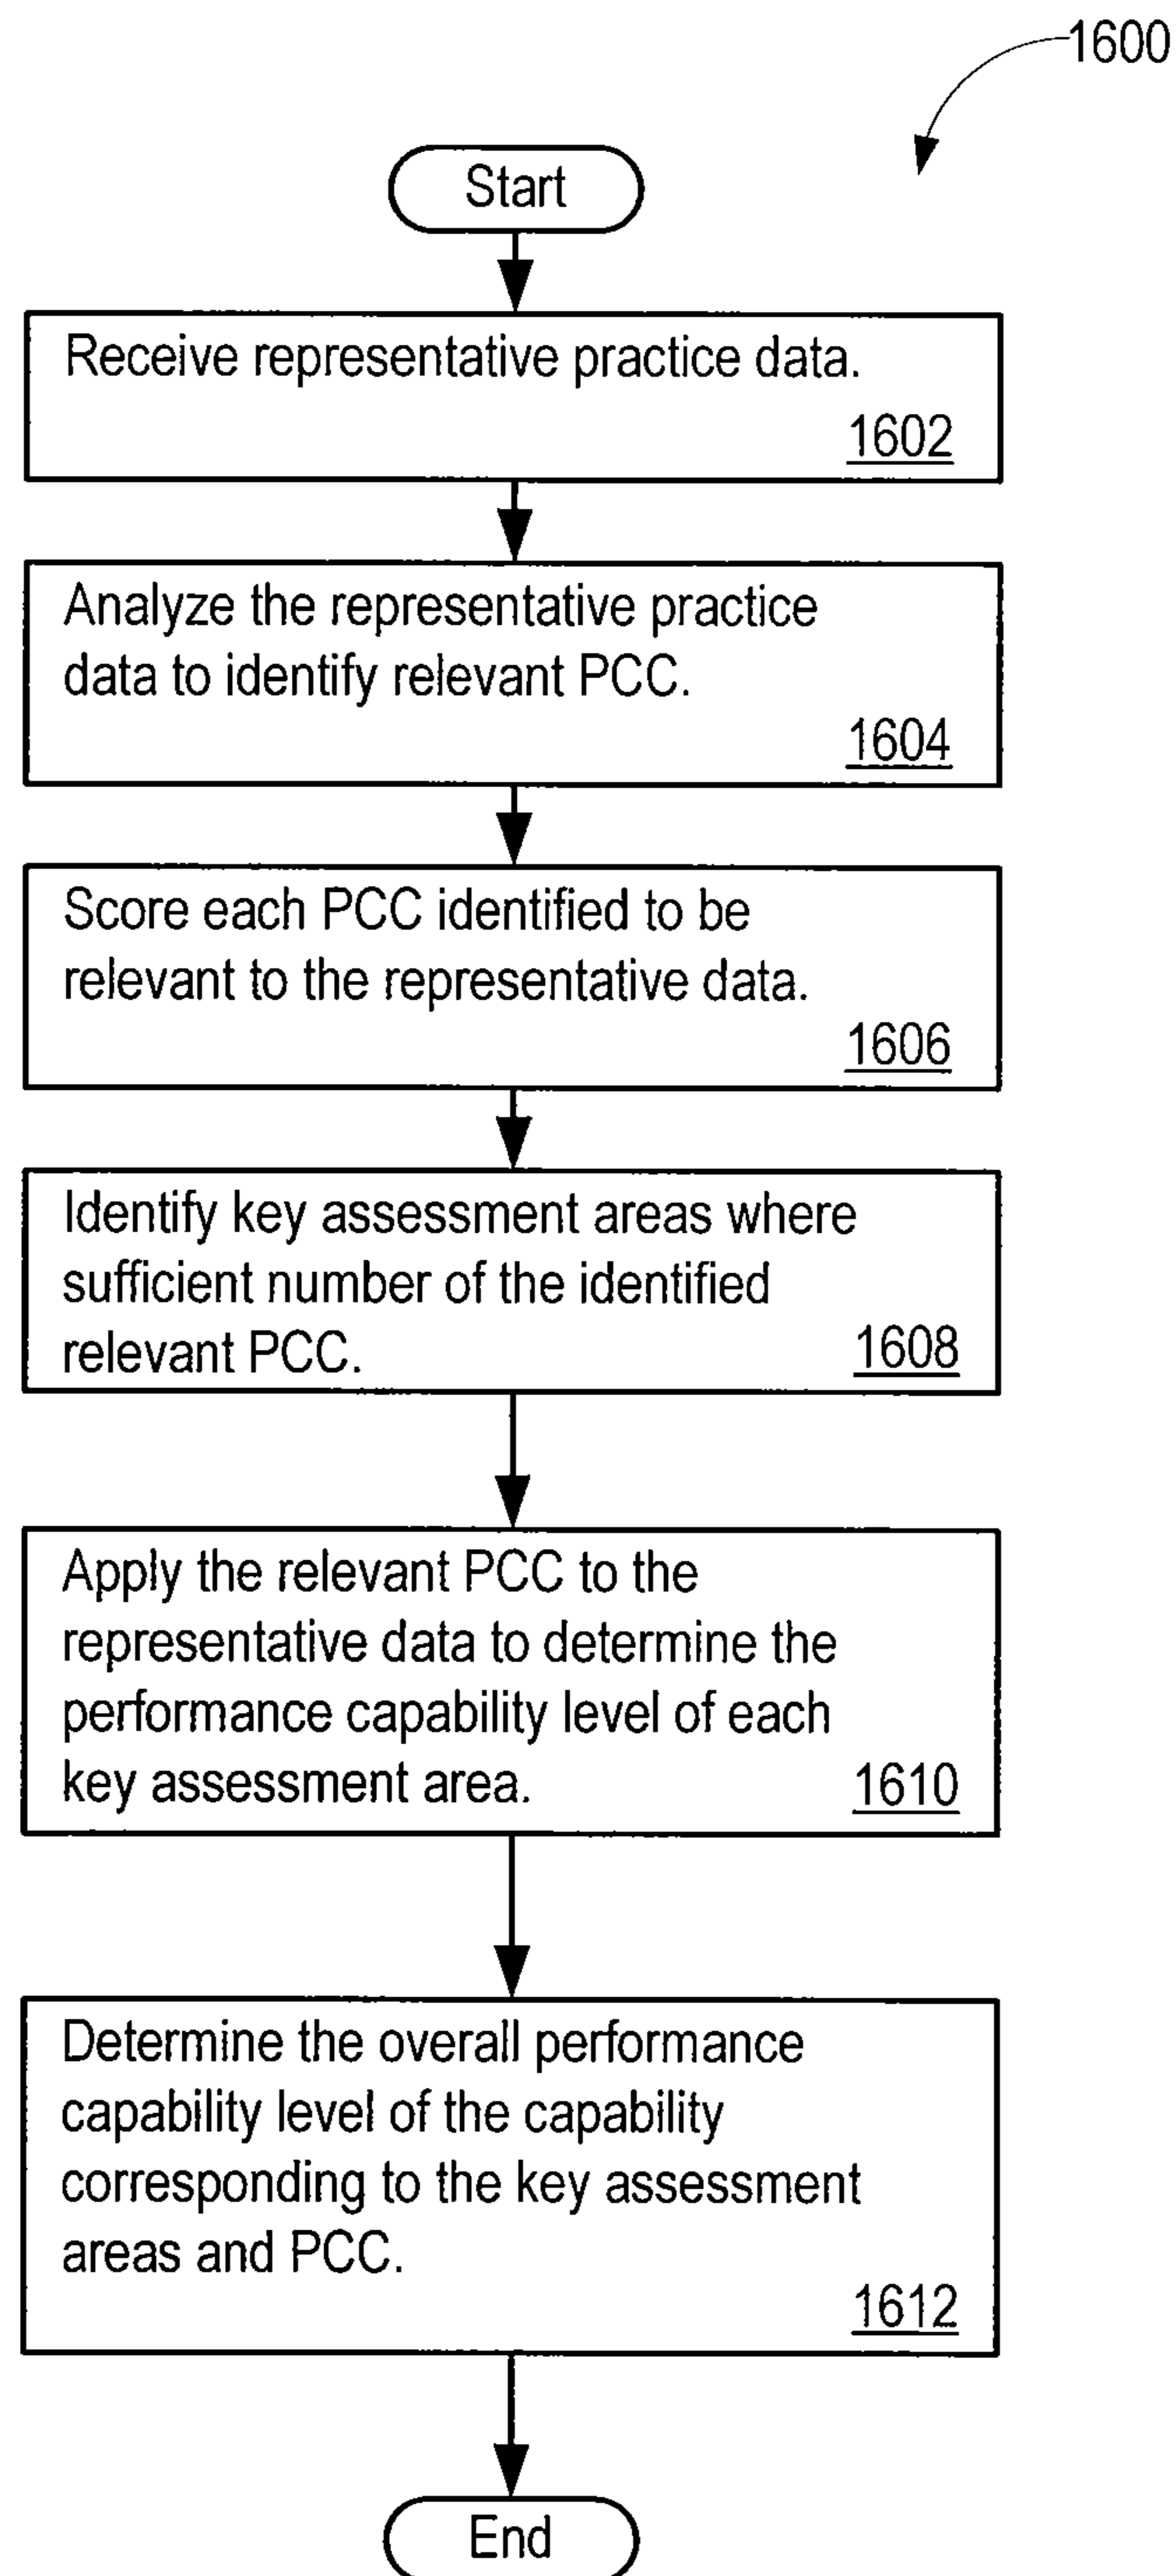 1600
Start
Receive representative practice data.
1602
Analyze the representative practice
data to identify relevant PCC.
1604
Score each PCC identified to be
relevant to the representative data.
1606
Identify key assessment areas where
sufficient number of the identified
relevant PCC.
1608
Apply the relevant PCC to the
representative data to determine the
performance capability level of each
key assessment area.
1610
Determine the overall performance
capability level of the capability
corresponding to the key assessment
areas and PCC.
1612
End